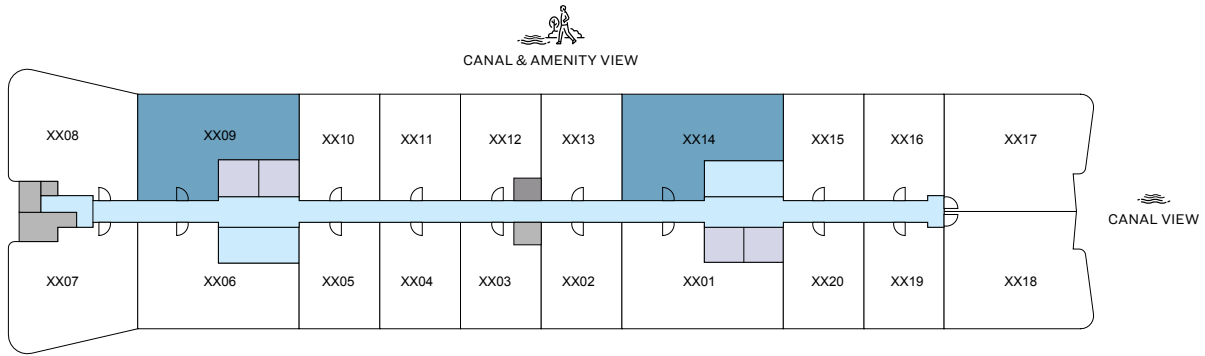 CANAL & AMENITY VIEW
XX08
XX09
XX10
XX11
XX12
XX13
XX14
XX15
XX16
XX17
CANAL VIEW
XX07
XX06
XX05
XX04
XX03
XX02
XX01
XX20
XX19
XX18